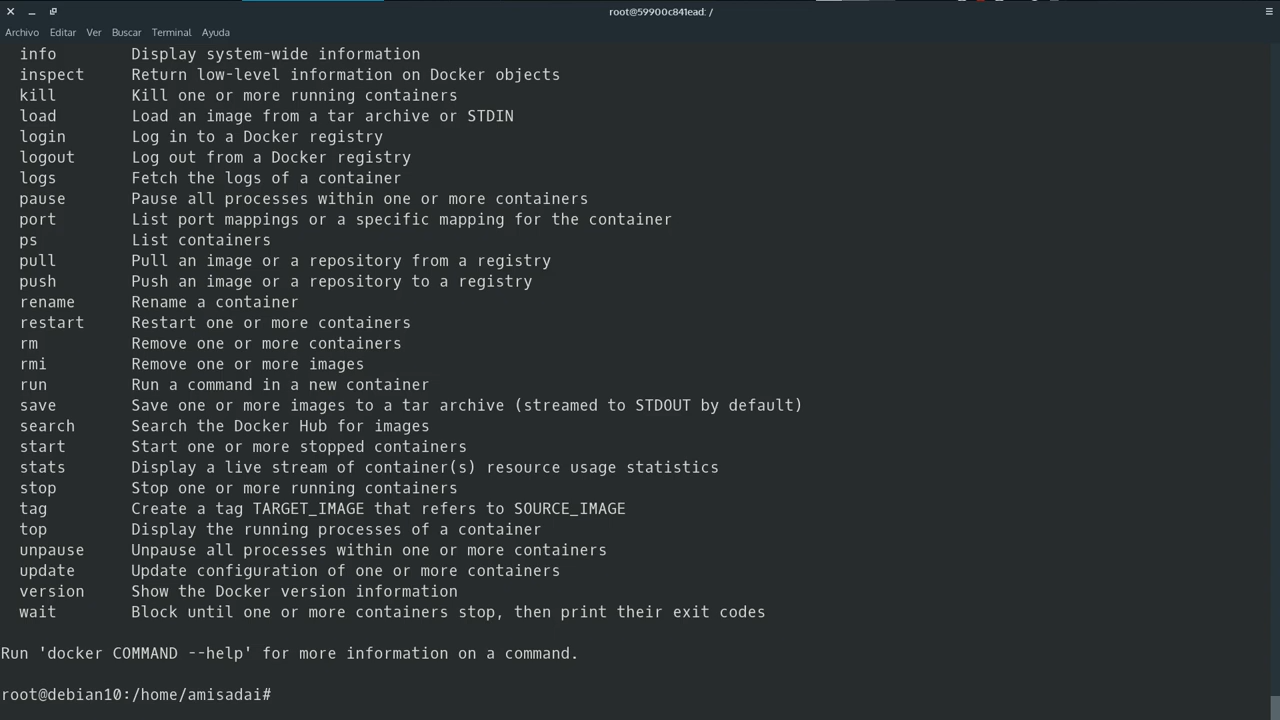 root@59900c841ead: /
Archivo Editar Ver Buscar Terminal Ayuda
info Display system-wide information
inspect Return low-level information on Docker objects
kill Kill one or more running containers
load Load an image from a tar archive or STDIN
login Log in to a Docker registry
logout Log out from a Docker registry
logs Fetch the logs of a container
pause Pause all processes within one or more containers
port List port mappings or a specific mapping for the container
ps List containers
pull Pull an image or a repository from a registry
push Push an image or a repository to a registry
rename Rename a container
restart Restart one or more containers
rm Remove one or more containers
rmi Remove one or more images
run Run a command in a new container
save Save one or more images to a tar archive (streamed to STDOUT by default)
search Search the Docker Hub for images
start Start one or more stopped containers
stats Display a live stream of container(s) resource usage statistics
stop Stop one or more running containers
tag Create a tag TARGET_IMAGE that refers to SOURCE_IMAGE
top Display the running processes of a container
unpause Unpause all processes within one or more containers
update Update configuration of one or more containers
version Show the Docker version information
wait Block until one or more containers stop, then print their exit codes
Run 'docker COMMAND --help' for more information on a command.
root@debian10:/home/amisadai#